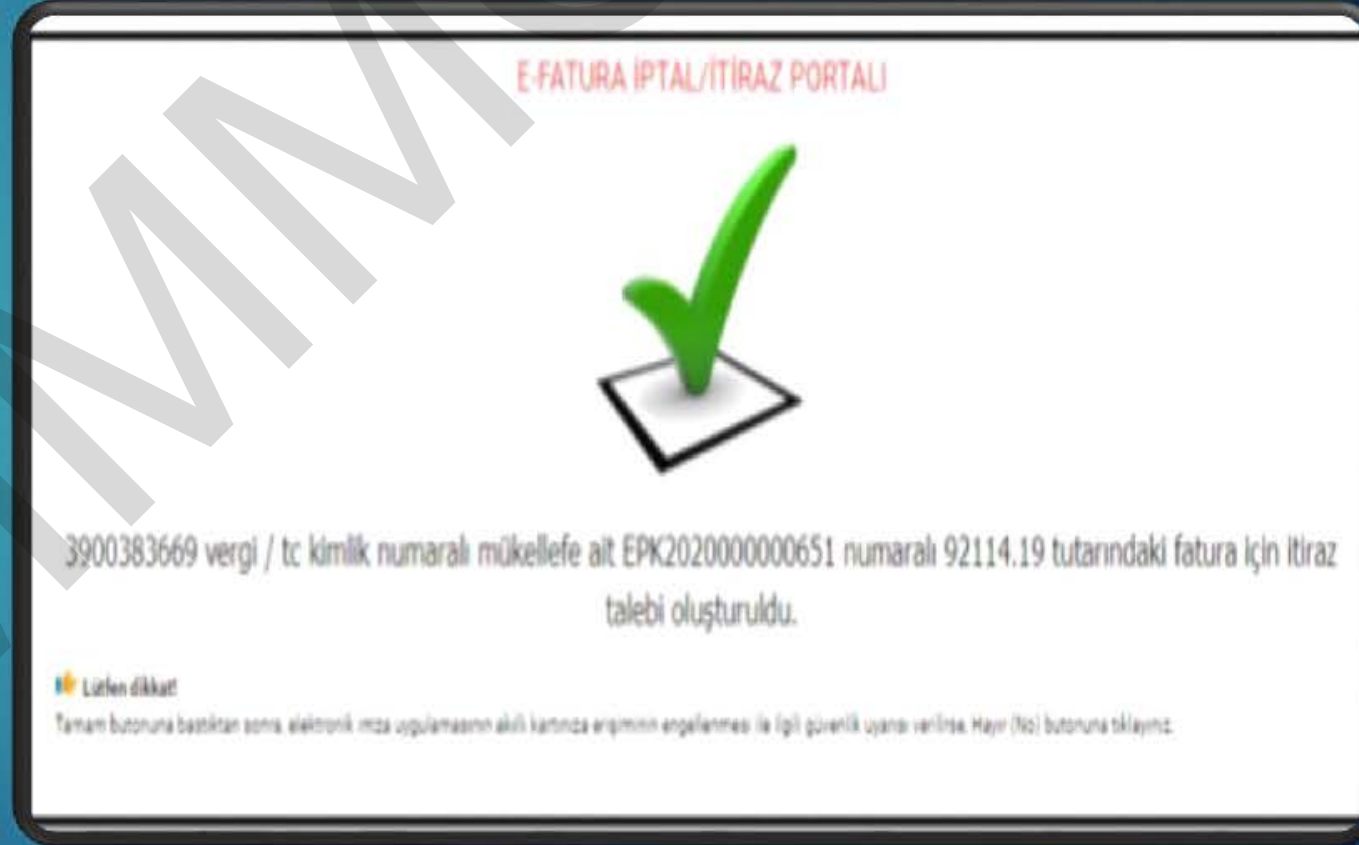 E-FATURA İPTAL/İTİRAZ PORTALI
3900383669 vergi / tc kimlik numaralı mükellefe ait EPK2020000000651 numaralı 92114.19 tutarındaki fatura için itiraz
talebi oluşturuldu.
Lütfen dikkat!
Tamam butonuna bastıktan sonra, elektronik imza uygulamasının akıllı kartınıza erişiminin engellenmesi ile ilgili güvenlik uyarısı verilirse, Hayır (No) butonuna tıklayınız.